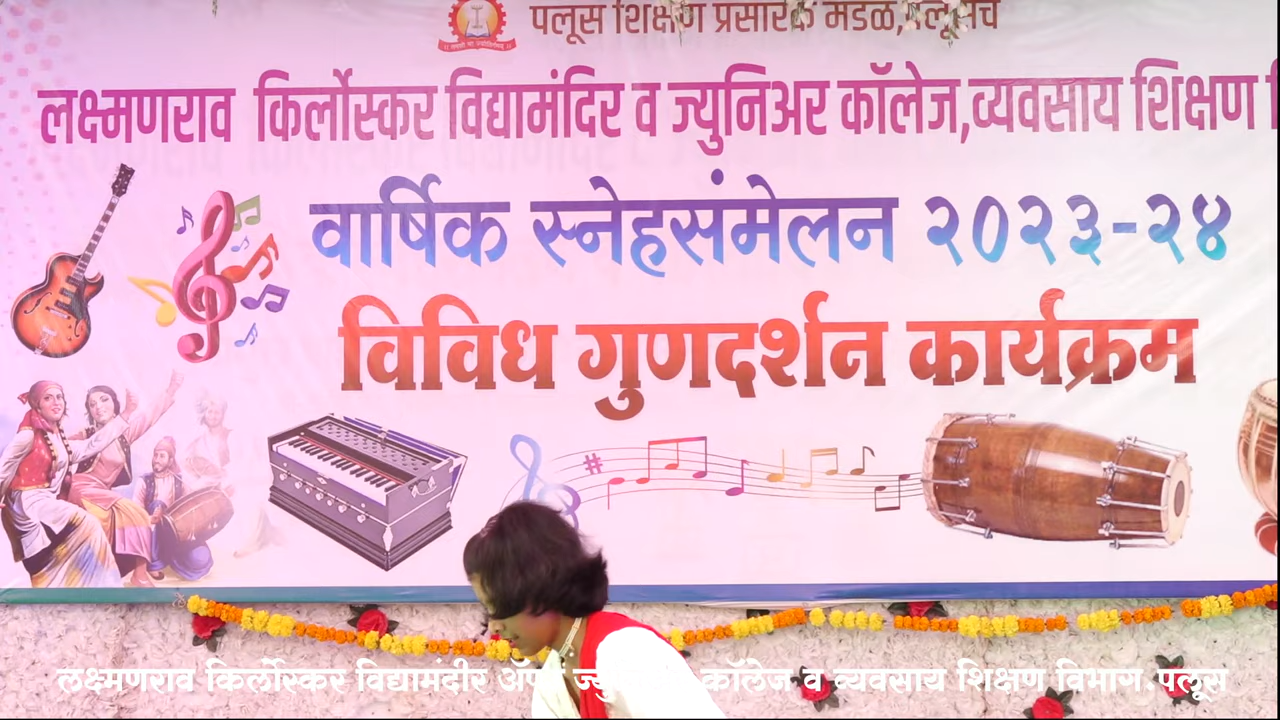 पलूस शिक्षण प्रसारक मंडळ,पलूसचे
लक्ष्मणराव किर्लोस्कर विद्यामंदिर व ज्युनिअर कॉलेज,व्यवसाय शिक्षण
वार्षिक स्नेहसंमेलन २०२३-२४
विविध गुणदर्शन कार्यक्रम
लक्ष्मणराव किर्लोस्कर विद्यामंदीर कॉलेज व व्यवसाय शिक्षण विभाग, पलूस